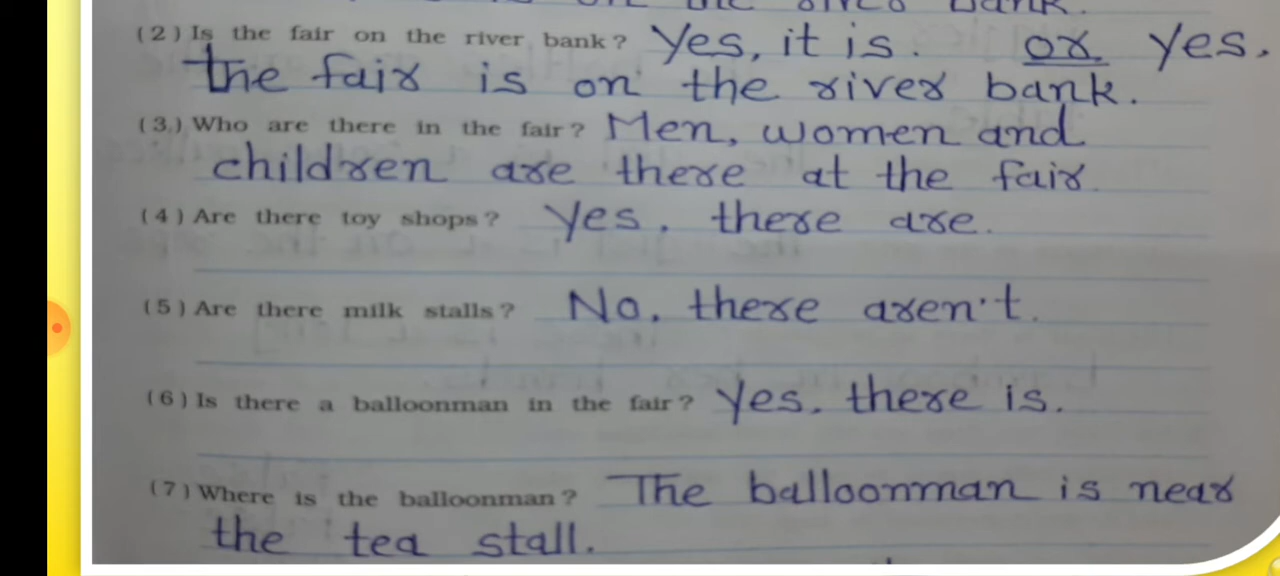 (2) Is the fair on the river bank? Yes, it is. or Yes,
the fair is on the river bank.
(3) Who are there in the fair? Men, women and
children are there at the fair.
(4) Are there toy shops? Yes, there are.
(5) Are there milk stalls? No, there aren't.
(6) Is there a balloonman in the fair? Yes, there is.
(7) Where is the balloonman? The balloonman is near
the tea stall.